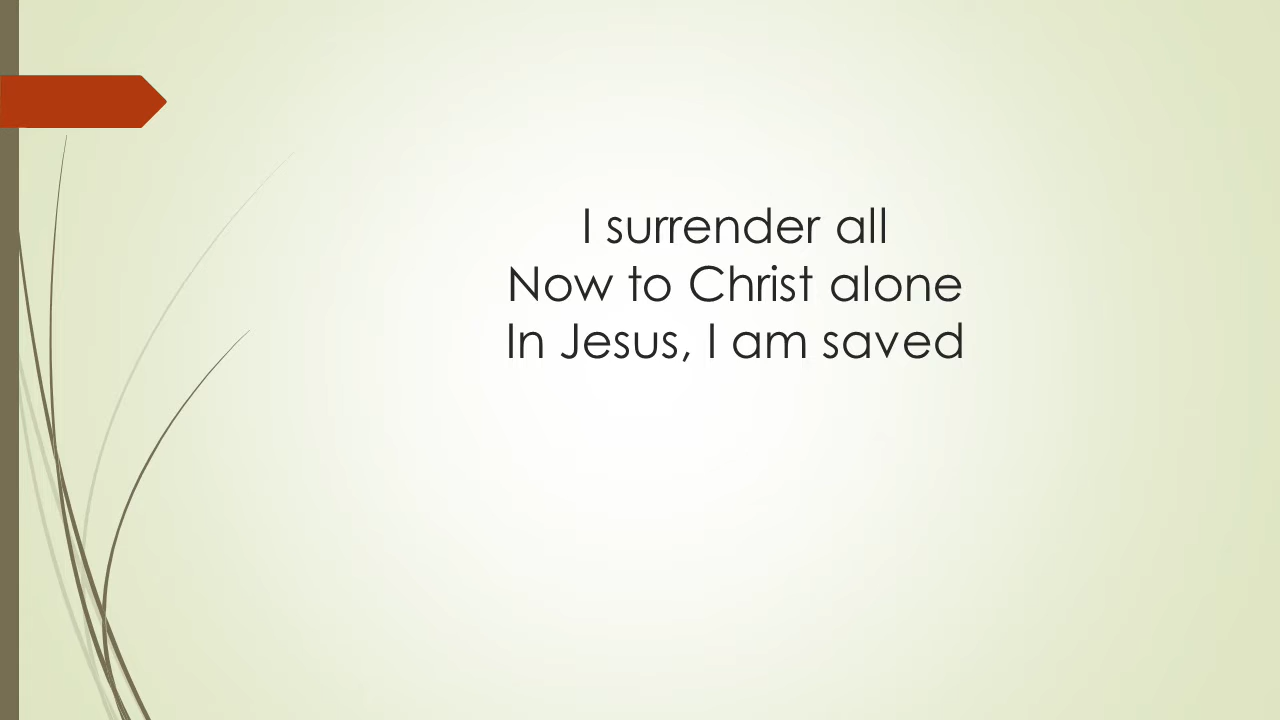 I surrender all
Now to Christ alone
In Jesus, I am saved